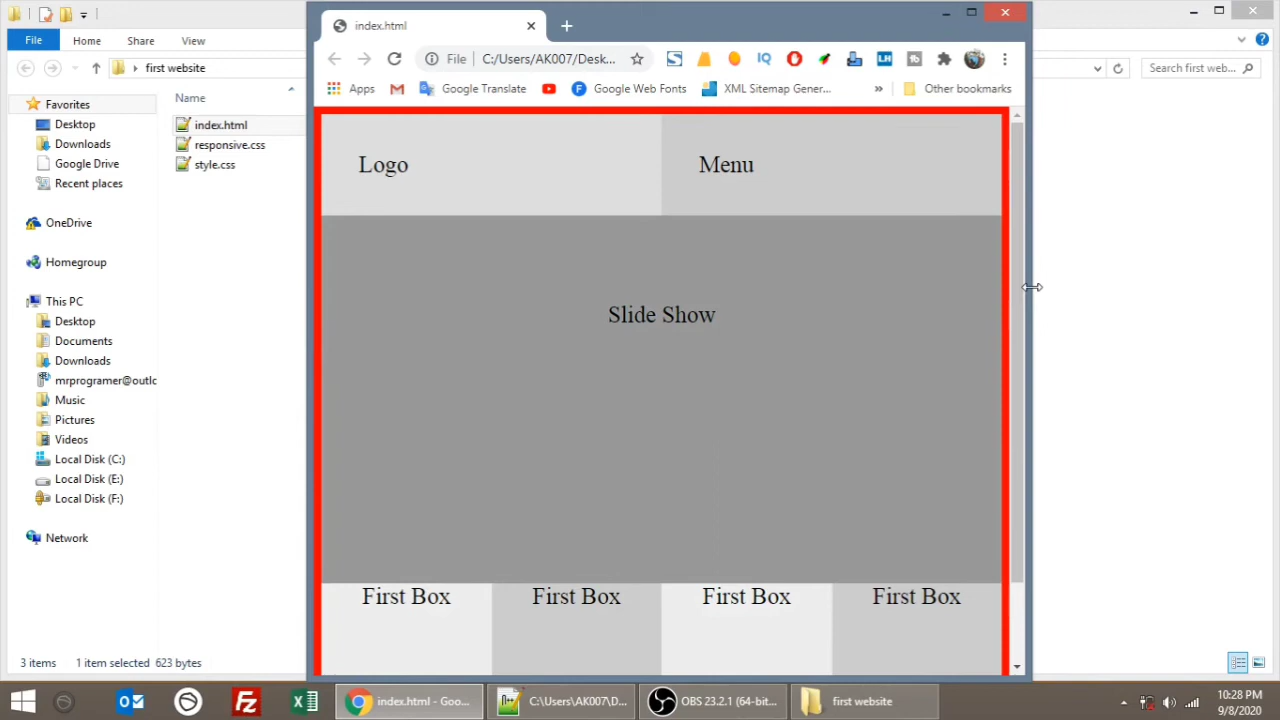 File
Home
Share
View
first website
Search first web...
Favorites
Desktop
Downloads
Google Drive
Recent places
OneDrive
Homegroup
This PC
Desktop
Documents
Downloads
mrprogramer@outlc
Music
Pictures
Videos
Local Disk (C:)
Local Disk (E:)
Local Disk (F:)
Network
Name
index.html
responsive.css
style.css
3 items 1 item selected 623 bytes
index.html
File C:/Users/AK007/Desk...
Apps Google Translate Google Web Fonts XML Sitemap Gener... » Other bookmarks
Logo
Menu
Slide Show
First Box First Box First Box First Box
index.html - Goo...
C:\Users\AK007\D...
OBS 23.2.1 (64-bit...
first website
10:28 PM
9/8/2020